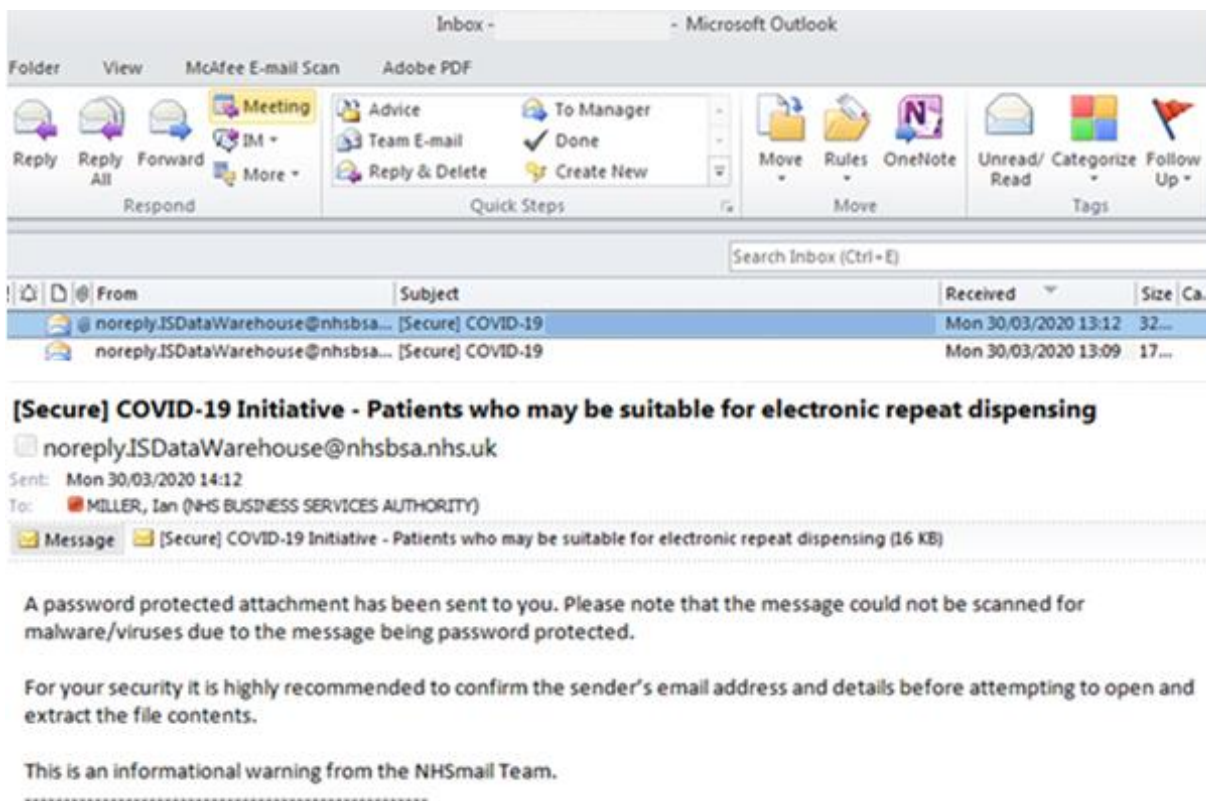 Inbox - - Microsoft Outlook
Folder View McAfee E-mail Scan Adobe PDF
Reply
Reply All
Forward
Meeting
IM
More
Respond
Advice
Team E-mail
Reply & Delete
To Manager
Done
Create New
Quick Steps
Move
Rules
OneNote
Move
Unread/ Read
Categorize
Follow Up
Tags
Search Inbox (Ctrl+E)
From Subject Received Size Ca...
noreply.ISDataWarehouse@nhsbsa... [Secure] COVID-19 Mon 30/03/2020 13:12 32...
noreply.ISDataWarehouse@nhsbsa... [Secure] COVID-19 Mon 30/03/2020 13:09 17...
[Secure] COVID-19 Initiative - Patients who may be suitable for electronic repeat dispensing
noreply.ISDataWarehouse@nhsbsa.nhs.uk
Sent: Mon 30/03/2020 14:12
To: MILLER, Ian (NHS BUSINESS SERVICES AUTHORITY)
Message [Secure] COVID-19 Initiative - Patients who may be suitable for electronic repeat dispensing (16 KB)
A password protected attachment has been sent to you. Please note that the message could not be scanned for
malware/viruses due to the message being password protected.
For your security it is highly recommended to confirm the sender's email address and details before attempting to open and
extract the file contents.
This is an informational warning from the NHSmail Team.
------------------------------------------------------